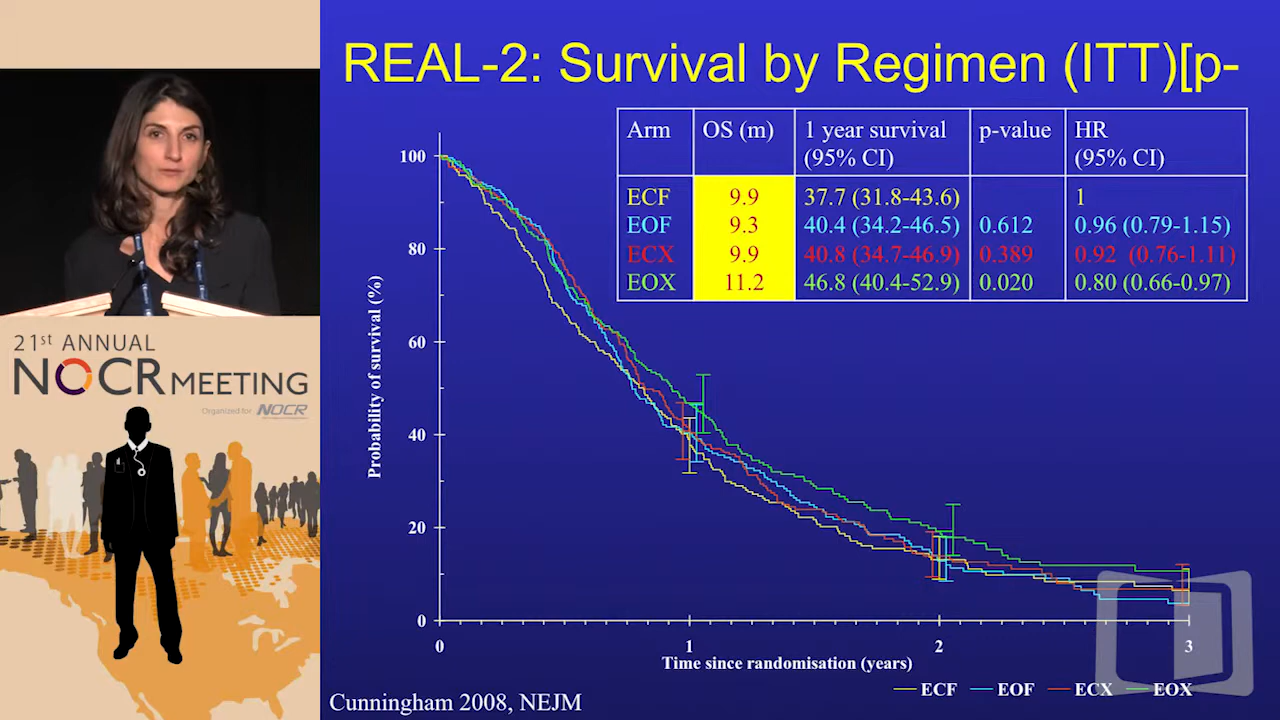 REAL-2: Survival by Regimen (ITT)[p-
Arm OS (m) 1 year survival (95% CI) p-value HR (95% CI)
ECF 9.9 37.7 (31.8-43.6) 1
EOF 9.3 40.4 (34.2-46.5) 0.612 0.96 (0.79-1.15)
ECX 9.9 40.8 (34.7-46.9) 0.389 0.92 (0.76-1.11)
EOX 11.2 46.8 (40.4-52.9) 0.020 0.80 (0.66-0.97)
Probability of survival (%)
100
80
60
40
20
0
0 1 2 3
Time since randomisation (years)
ECF EOF ECX EOX
Cunningham 2008, NEJM
21st ANNUAL
NOCR MEETING
Organized for NOCR